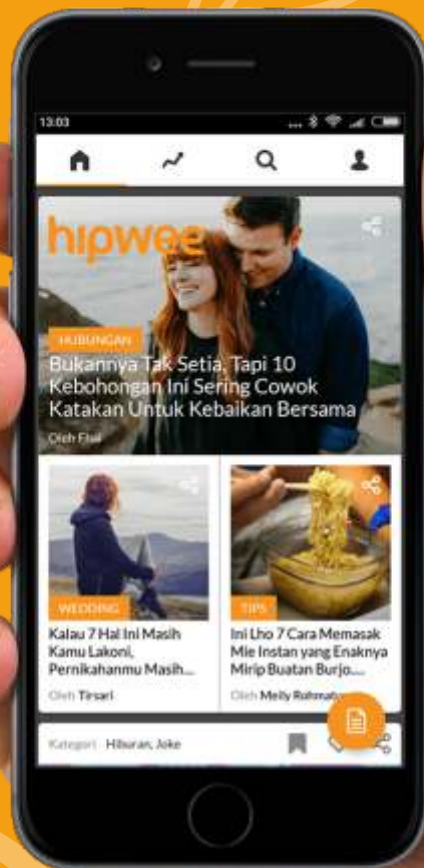 13.03
...
hipwee
HUBUNGAN
Bukannya Tak Setia, Tapi 10
Kebohongan Ini Sering Cowok
Katakan Untuk Kebaikan Bersama
Oleh
WEDDING
TIPS
Kalau 7 Hal Ini Masih
Kamu Lakoni,
Pernikahanmu Masih...
Ini Lho 7 Cara Memasak
Mie Instan yang Enaknya
Mirip Buatan Burjo....
Oleh Tirsari
Oleh Meily
Kategori Hiburan, Joke